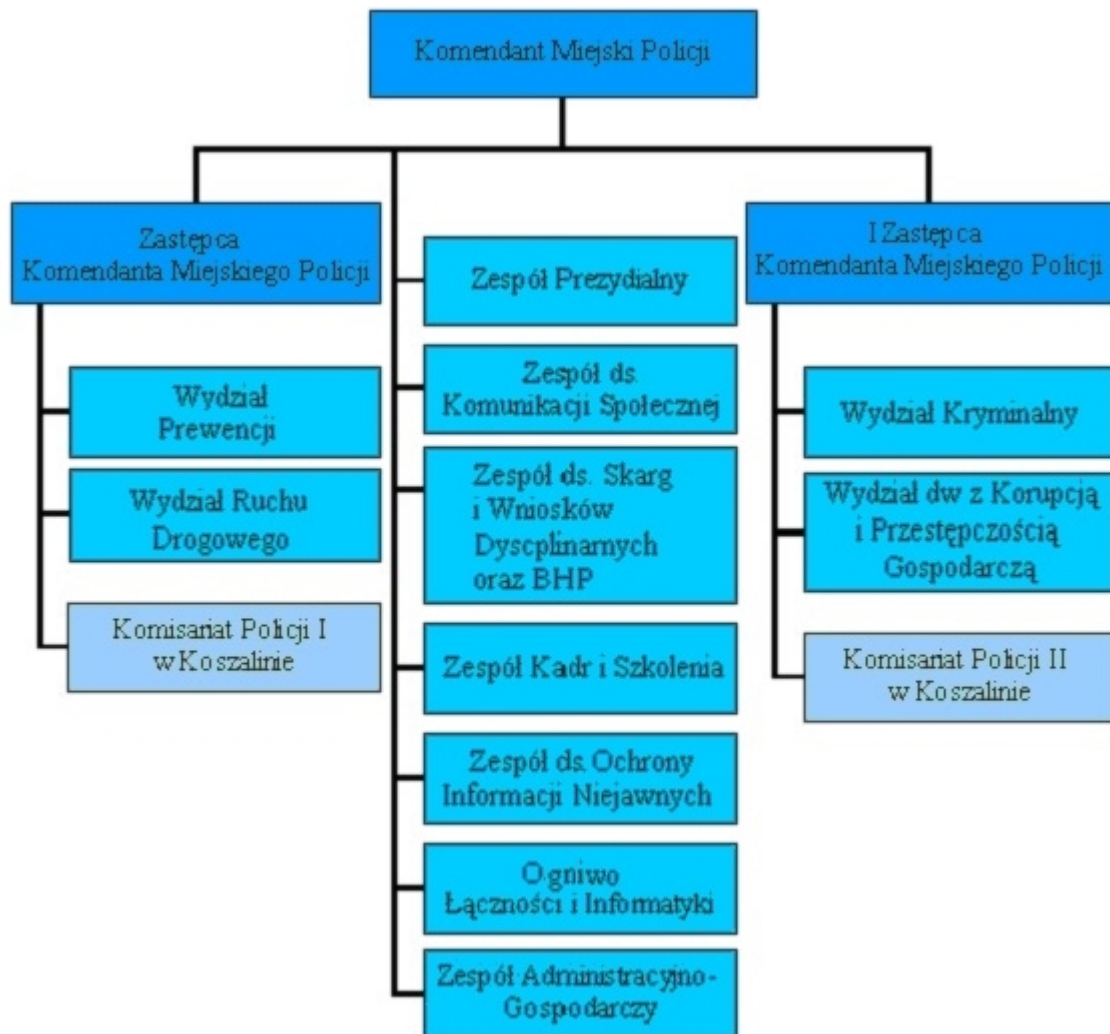 Komendant Miejski Policji
Zastępca
Komendanta Miejskiego Policji
Wydział
Prewencji
Wydział Ruchu
Drogowego
Komisariat Policji I
w Koszalinie
Zespół Prezydialny
Zespół ds.
Komunikacji Społecznej
Zespół ds. Skarg
i Wniosków
Dyscplinarnych
oraz BHP
Zespół Kadr i Szkolenia
Zespół ds. Ochrony
Informacji Niejawnych
Ogniwo
Łączności i Informatyki
Zespół Administracyjno-
Gospodarczy
I Zastępca
Komendanta Miejskiego Policji
Wydział Kryminalny
Wydział dw z Korupcją
i Przestępczością
Gospodarczą
Komisariat Policji II
w Koszalinie